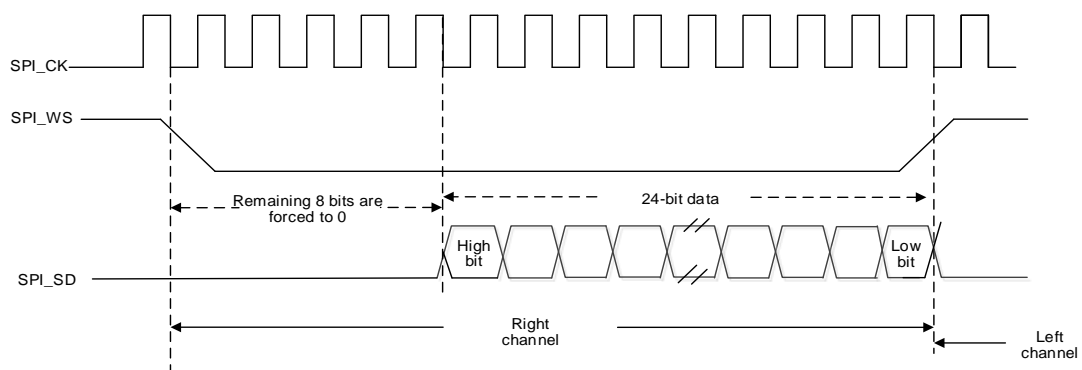 SPI_CK
SPI_WS
Remaining 8 bits are
forced to 0
24-bit data
High
bit
Low
bit
SPI_SD
Right
channel
Left
channel